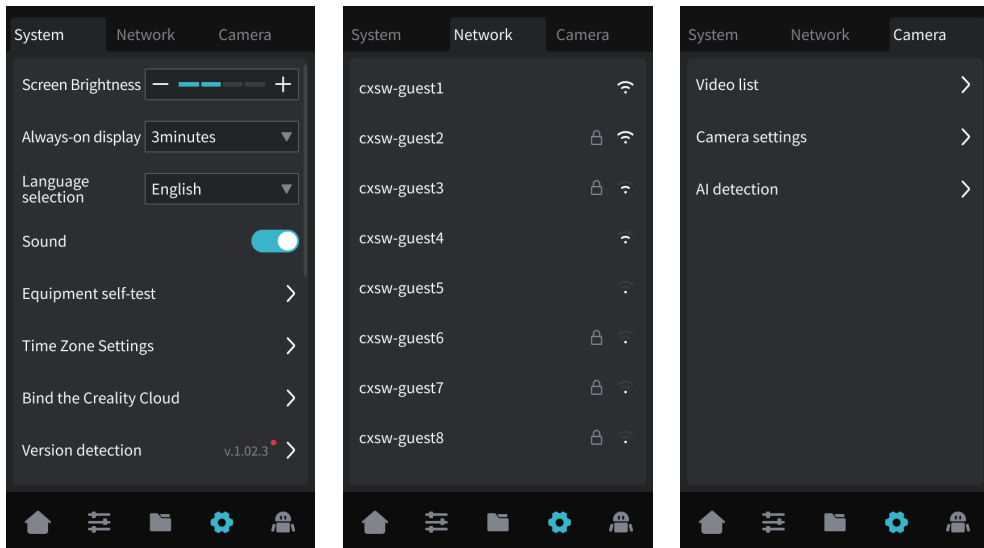 System Network Camera
Screen Brightness
Always-on display 3minutes
Language
selection
English
Sound
Equipment self-test
Time Zone Settings
Bind the Creality Cloud
Version detection v.1.02.3
System Network Camera
cxsw-guest1
cxsw-guest2
cxsw-guest3
cxsw-guest4
cxsw-guest5
cxsw-guest6
cxsw-guest7
cxsw-guest8
System Network Camera
Video list
Camera settings
AI detection